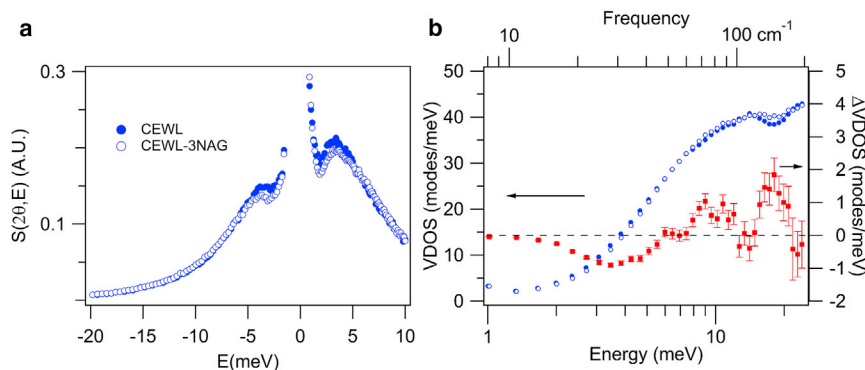 a
0.3
0.1
S(2θ,E) (A.U.)
CEWL
CEWL-3NAG
-20
-15
-10
-5
0
5
10
E(meV)
b
Frequency
10
100 cm⁻¹
50
40
30
20
10
0
VDOS (modes/meV)
5
4
3
2
1
0
-1
-2
ΔVDOS (modes/meV)
1
10
Energy (meV)